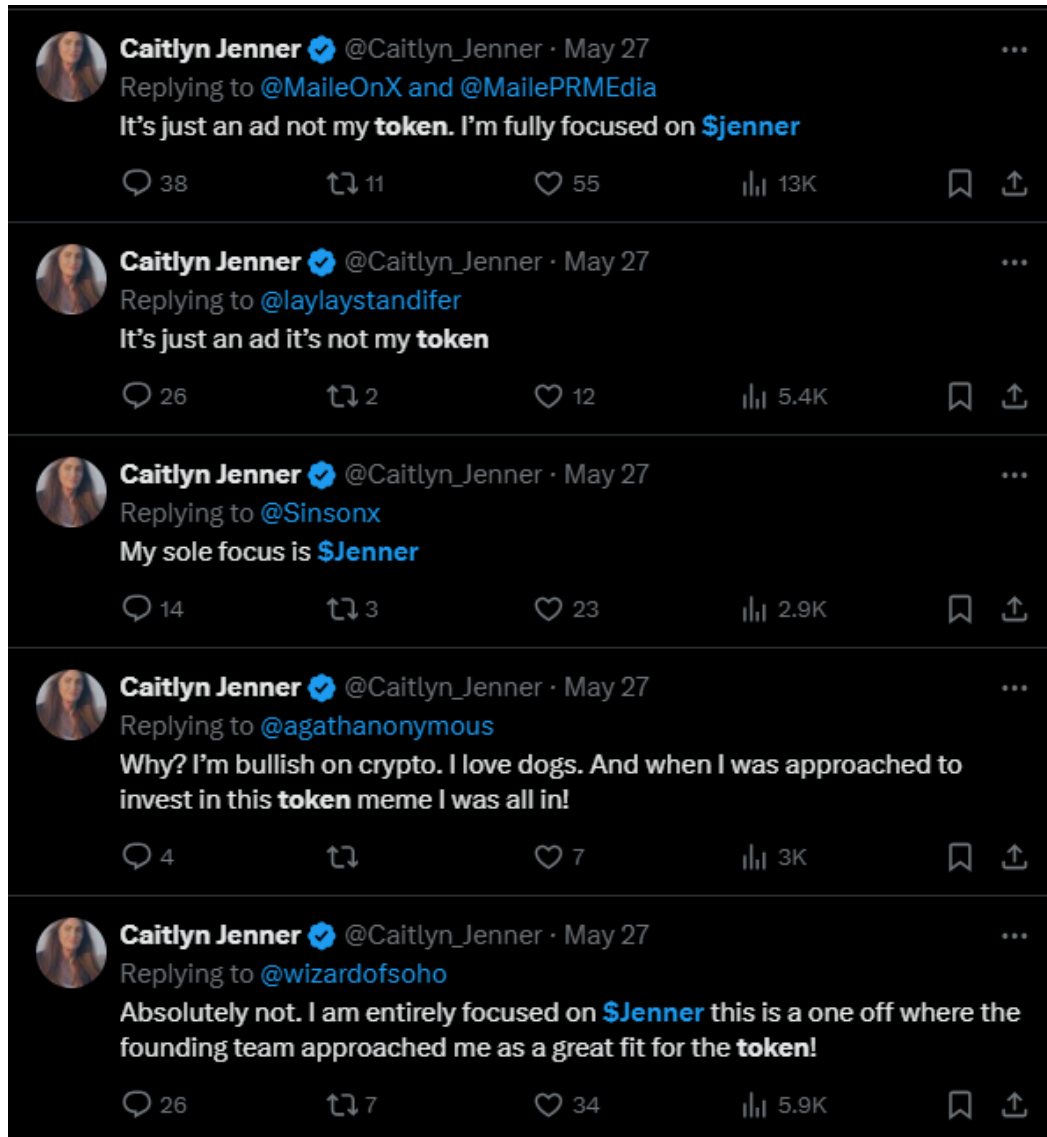 Caitlyn Jenner @Caitlyn_Jenner · May 27
Replying to @MaileOnX and @MailePRMEdia
It’s just an ad not my token. I’m fully focused on $jenner
38 11 55 13K
Caitlyn Jenner @Caitlyn_Jenner · May 27
Replying to @laylaystandifer
It’s just an ad it’s not my token
26 2 12 5.4K
Caitlyn Jenner @Caitlyn_Jenner · May 27
Replying to @Sinsonx
My sole focus is $Jenner
14 3 23 2.9K
Caitlyn Jenner @Caitlyn_Jenner · May 27
Replying to @agathanonymous
Why? I’m bullish on crypto. I love dogs. And when I was approached to
invest in this token meme I was all in!
4 7 3K
Caitlyn Jenner @Caitlyn_Jenner · May 27
Replying to @wizardofsoho
Absolutely not. I am entirely focused on $Jenner this is a one off where the
founding team approached me as a great fit for the token!
26 7 34 5.9K